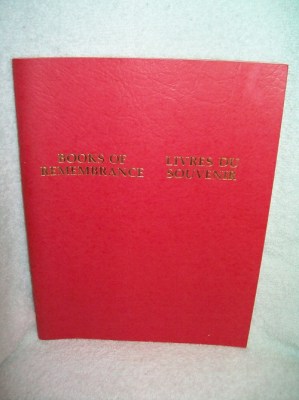 BOOKS OF
REMEMBRANCE
LIVRES DU
SOUVENIR